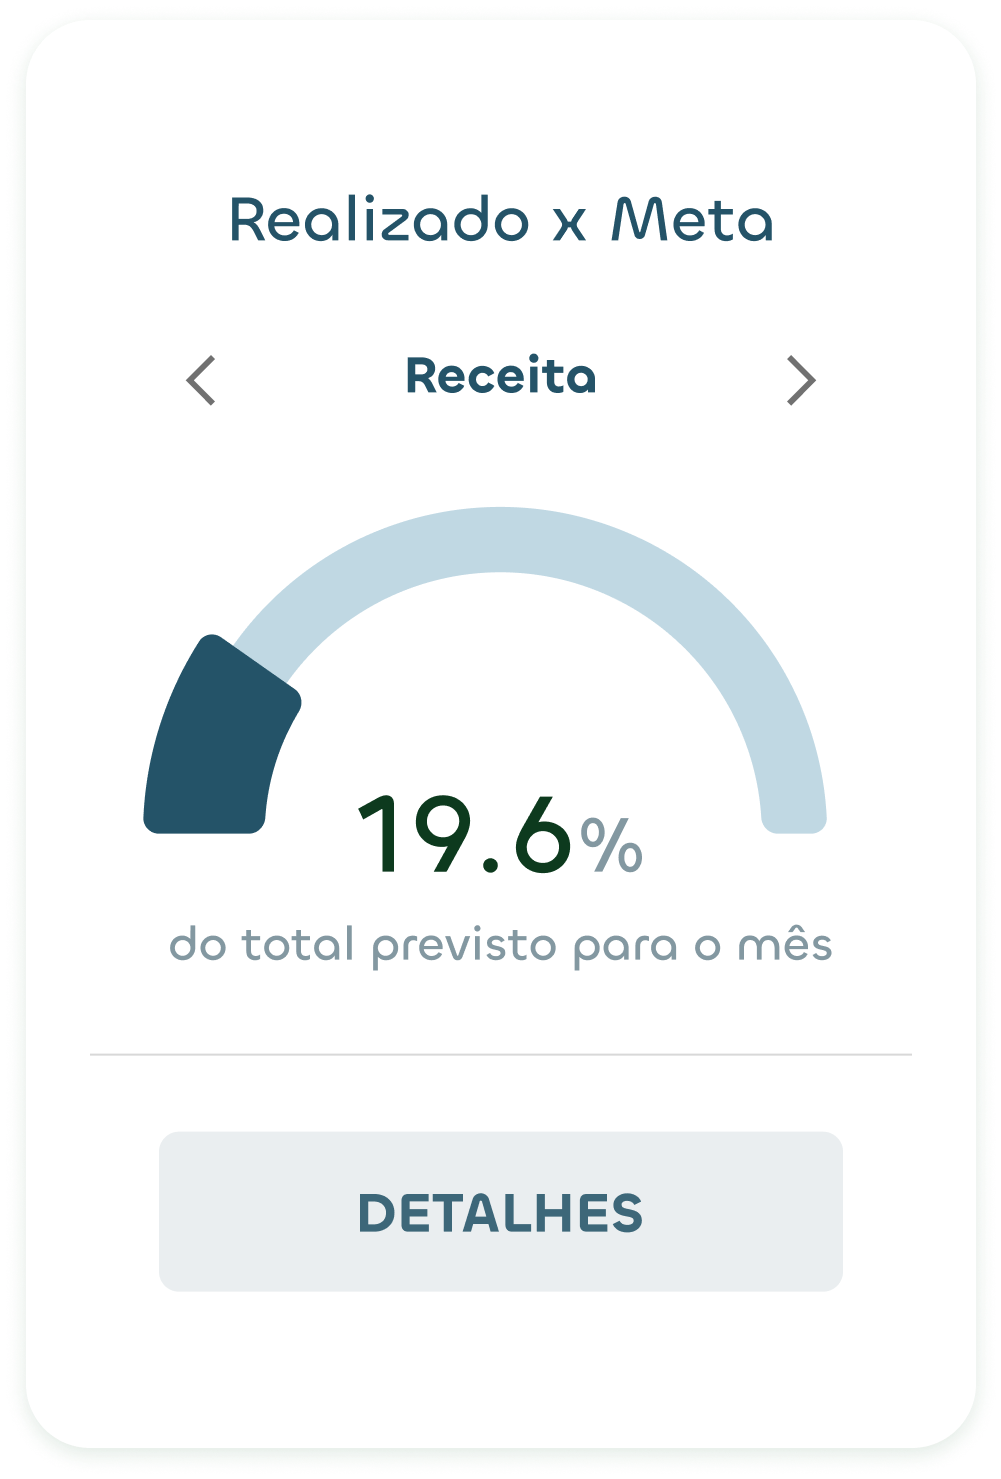 Realizado x Meta
Receita
19.6%
do total previsto para o mês
DETALHES